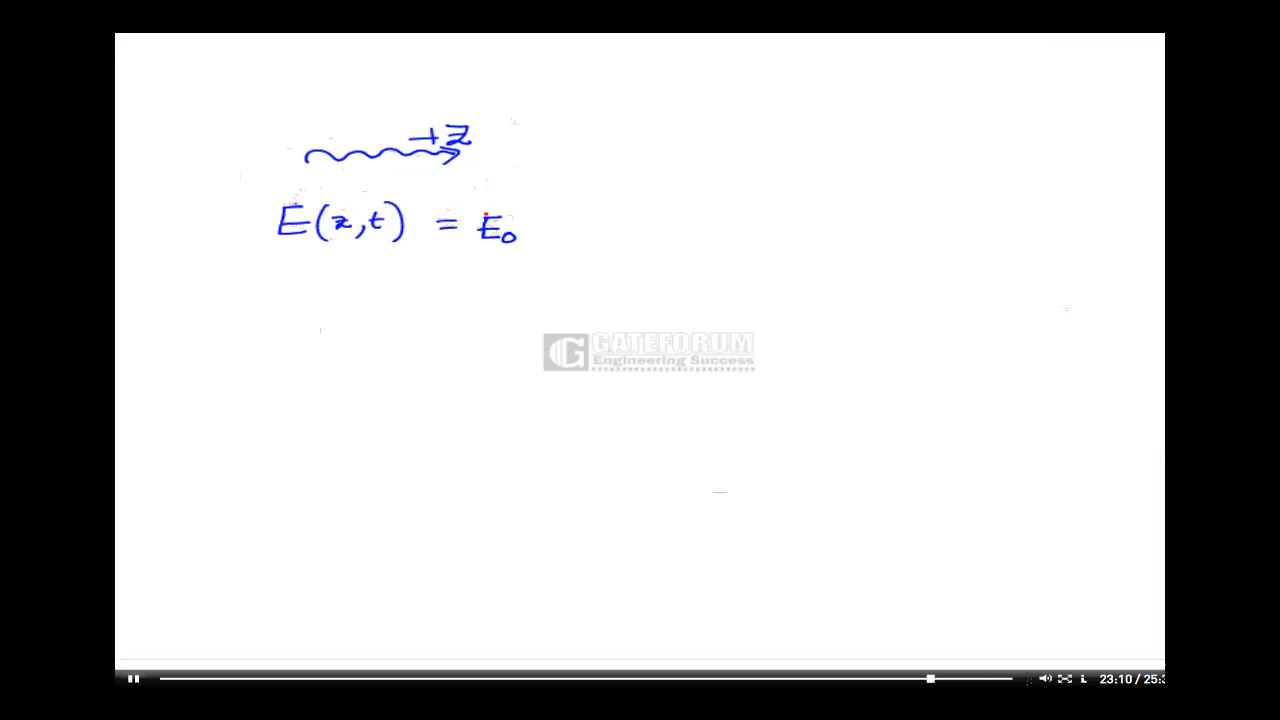 +z
E(z,t) = E₀
GATEFORUM
Engineering Success
23:10 / 25:3